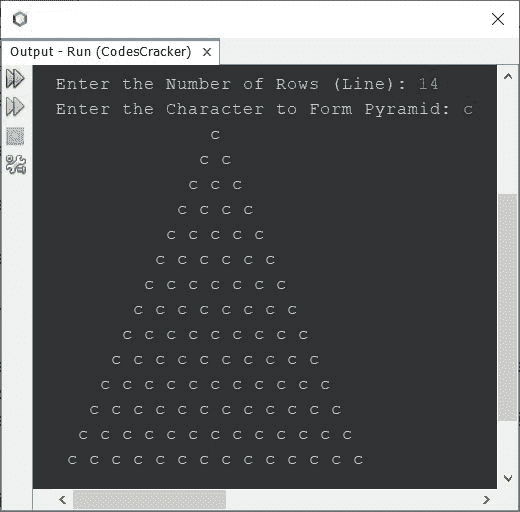 Output - Run (CodesCracker) ×
Enter the Number of Rows (Line): 14
Enter the Character to Form Pyramid: c
c
c c
c c c
c c c c
c c c c c
c c c c c c
c c c c c c c
c c c c c c c c
c c c c c c c c c
c c c c c c c c c c
c c c c c c c c c c c
c c c c c c c c c c c c
c c c c c c c c c c c c c
c c c c c c c c c c c c c c